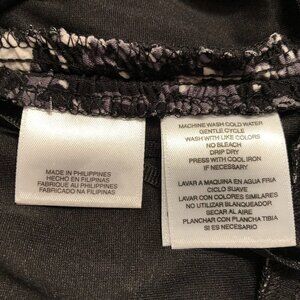 MADE IN PHILIPPINES
HECHO EN FILIPINAS
FABRIQUE AU PHILIPPINES
FABRICADO NA FILIPINAS
MACHINE WASH COLD WATER
GENTLE CYCLE
WASH WITH LIKE COLORS
NO BLEACH
DRIP DRY
PRESS WITH COOL IRON
IF NECESSARY
LAVAR A MAQUINA EN AGUA FRIA
CICLO SUAVE
LAVAR CON COLORES SIMILARES
NO UTILIZAR BLANQUEADOR
SECAR AL AIRE
PLANCHAR CON PLANCHA TIBIA
SI ES NECESARIO